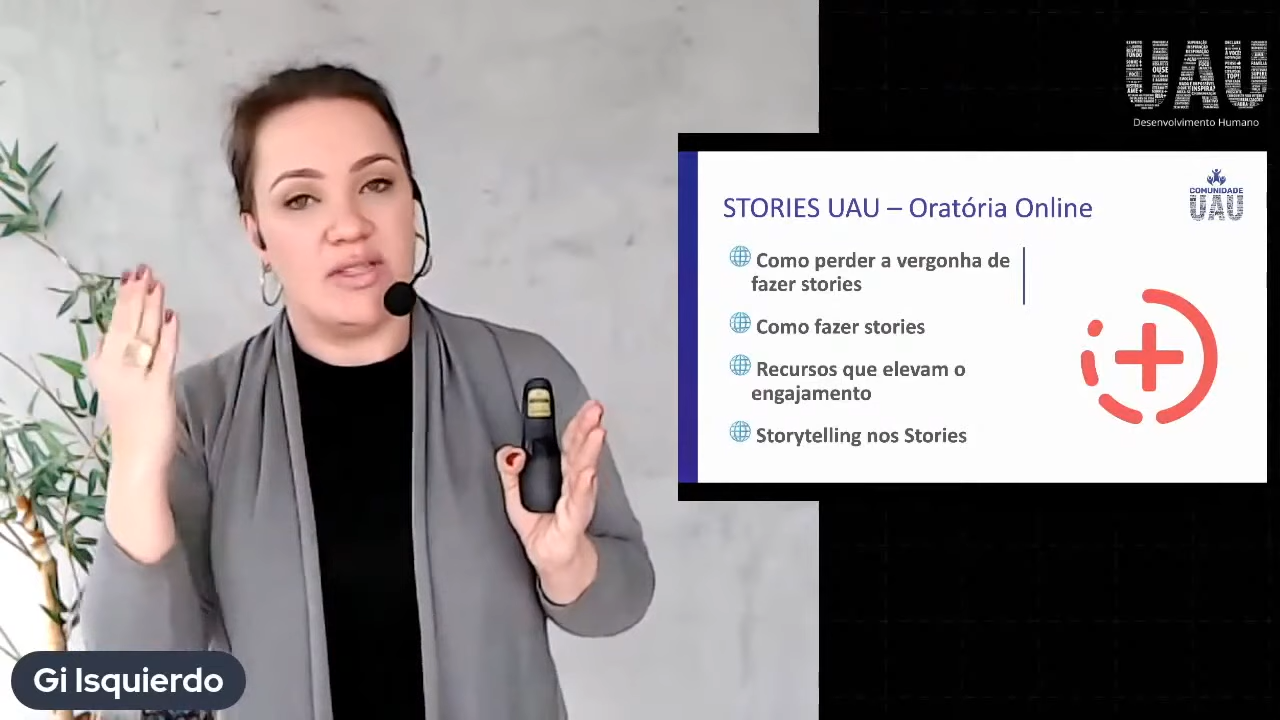 Desenvolvimento Humano
COMUNIDADE
UAU
STORIES UAU – Oratória Online
Como perder a vergonha de
fazer stories
Como fazer stories
Recursos que elevam o
engajamento
Storytelling nos Stories
Gi Isquierdo